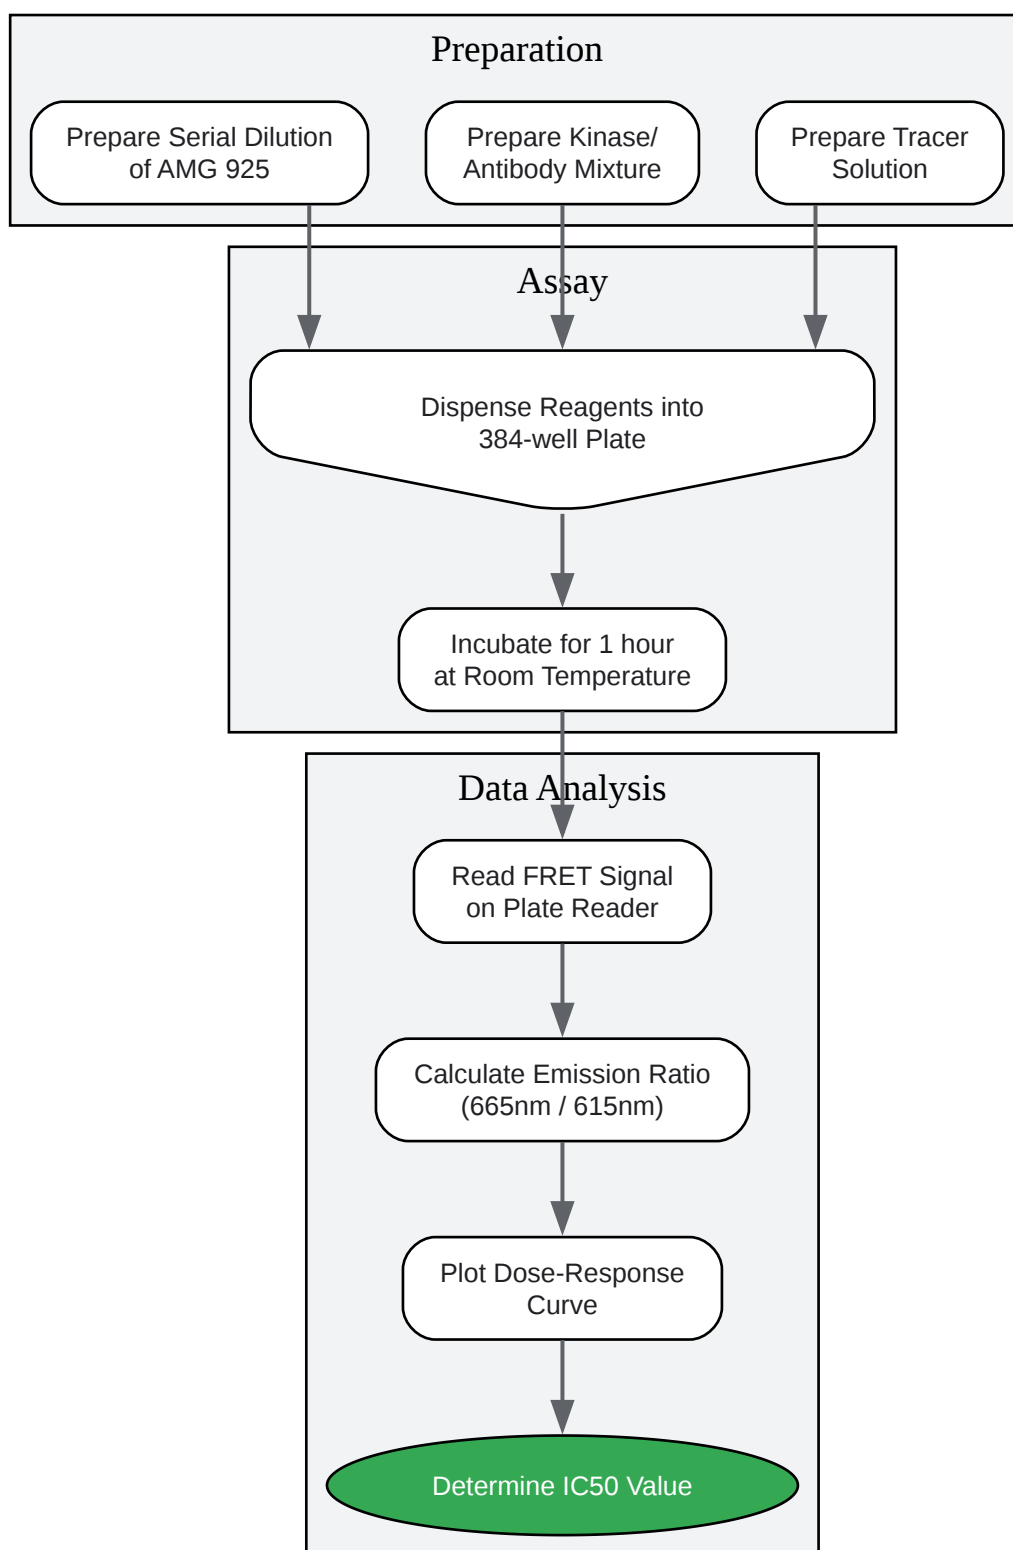 Preparation
Prepare Serial Dilution
of AMG 925
Prepare Kinase/
Antibody Mixture
Prepare Tracer
Solution
Assay
Dispense Reagents into
384-well Plate
Incubate for 1 hour
at Room Temperature
Data Analysis
Read FRET Signal
on Plate Reader
Calculate Emission Ratio
(665nm / 615nm)
Plot Dose-Response
Curve
Determine IC50 Value